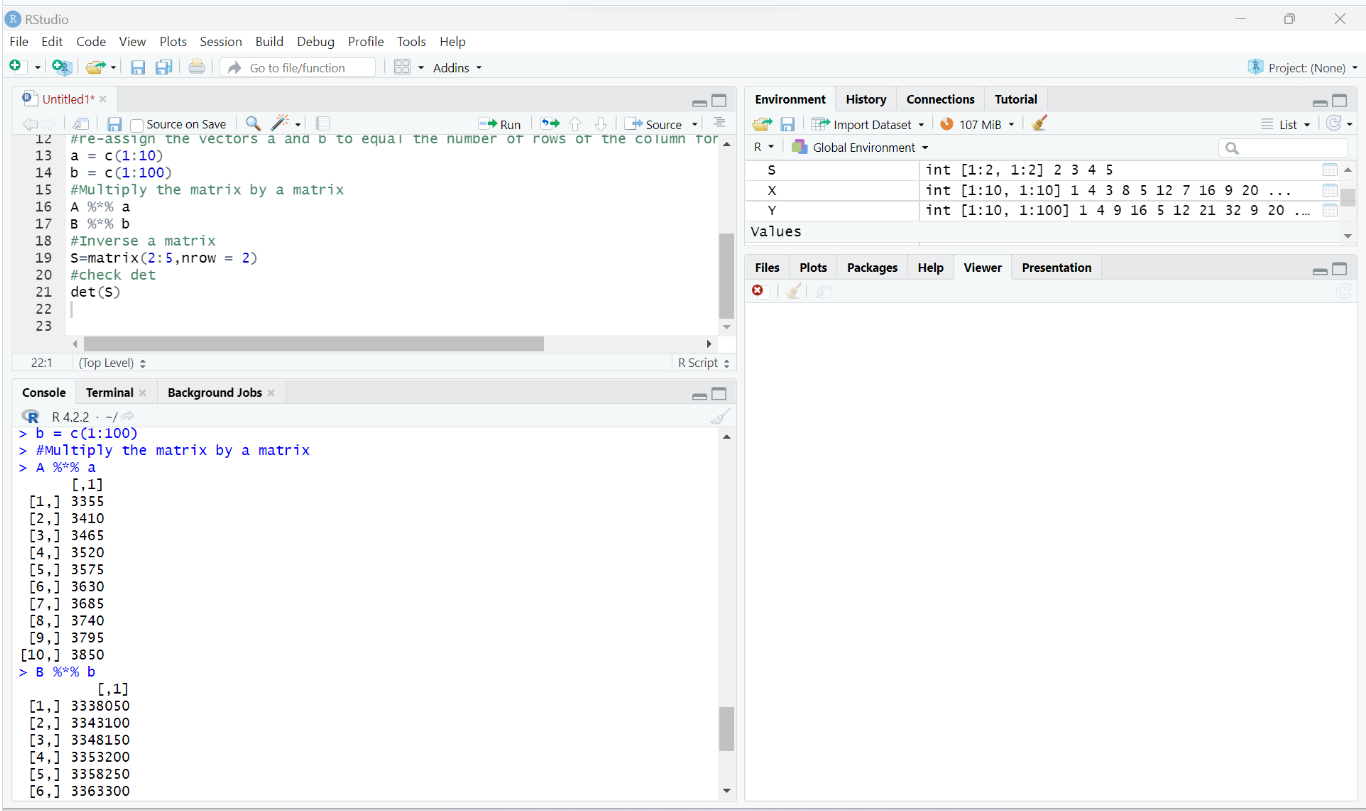 RStudio
File Edit Code View Plots Session Build Debug Profile Tools Help
Go to file/function Addins Project: (None)
Untitled1*
Source on Save Run Source
12 #re-assign the vectors a and b to equal the number of rows of the column for
13 a = c(1:10)
14 b = c(1:100)
15 #Multiply the matrix by a matrix
16 A %*% a
17 B %*% b
18 #Inverse a matrix
19 S=matrix(2:5,nrow = 2)
20 #check det
21 det(S)
22
23
22:1 (Top Level) R Script
Console Terminal Background Jobs
R 4.2.2 · ~/
> b = c(1:100)
> #Multiply the matrix by a matrix
> A %*% a
[,1]
[1,] 3355
[2,] 3410
[3,] 3465
[4,] 3520
[5,] 3575
[6,] 3630
[7,] 3685
[8,] 3740
[9,] 3795
[10,] 3850
> B %*% b
[,1]
[1,] 3338050
[2,] 3343100
[3,] 3348150
[4,] 3353200
[5,] 3358250
[6,] 3363300
Environment History Connections Tutorial
Import Dataset 107 MiB List
R Global Environment
S int [1:2, 1:2] 2 3 4 5
X int [1:10, 1:10] 1 4 3 8 5 12 7 16 9 20 ...
Y int [1:10, 1:100] 1 4 9 16 5 12 21 32 9 20 ...
Values
Files Plots Packages Help Viewer Presentation